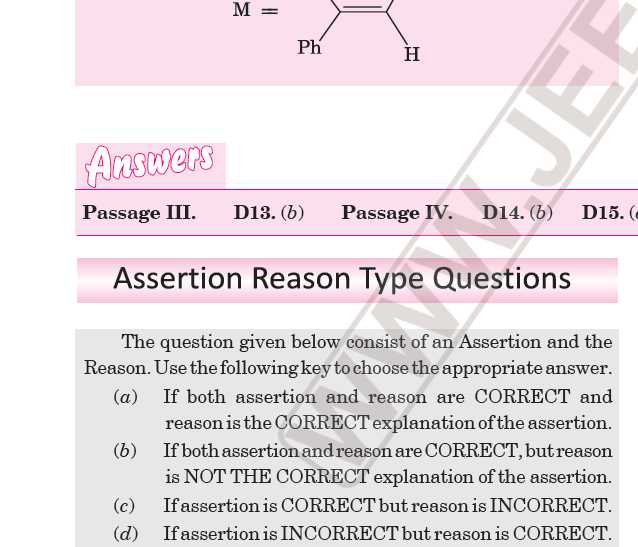 M =
Ph
H
Answers
Passage III. D13. (b) Passage IV. D14. (b) D15. (
Assertion Reason Type Questions
The question given below consist of an Assertion and the
Reason. Use the following key to choose the appropriate answer.
(a) If both assertion and reason are CORRECT and
reason is the CORRECT explanation of the assertion.
(b) If both assertion and reason are CORRECT, but reason
is NOT THE CORRECT explanation of the assertion.
(c) If assertion is CORRECT but reason is INCORRECT.
(d) If assertion is INCORRECT but reason is CORRECT.
WWW.JEE